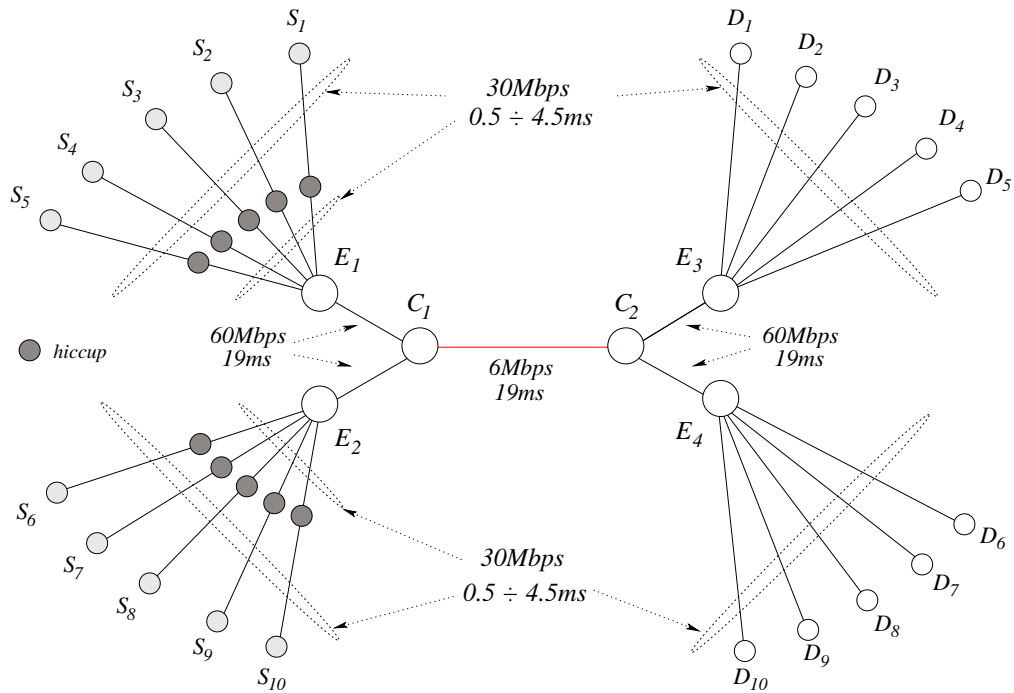 S1
S2
S3
S4
S5
D1
D2
D3
D4
D5
30Mbps
0.5 ÷ 4.5ms
E1
E3
C1
C2
60Mbps
19ms
60Mbps
19ms
hiccup
6Mbps
19ms
E2
E4
S6
S7
S8
S9
S10
30Mbps
0.5 ÷ 4.5ms
D6
D7
D8
D9
D10